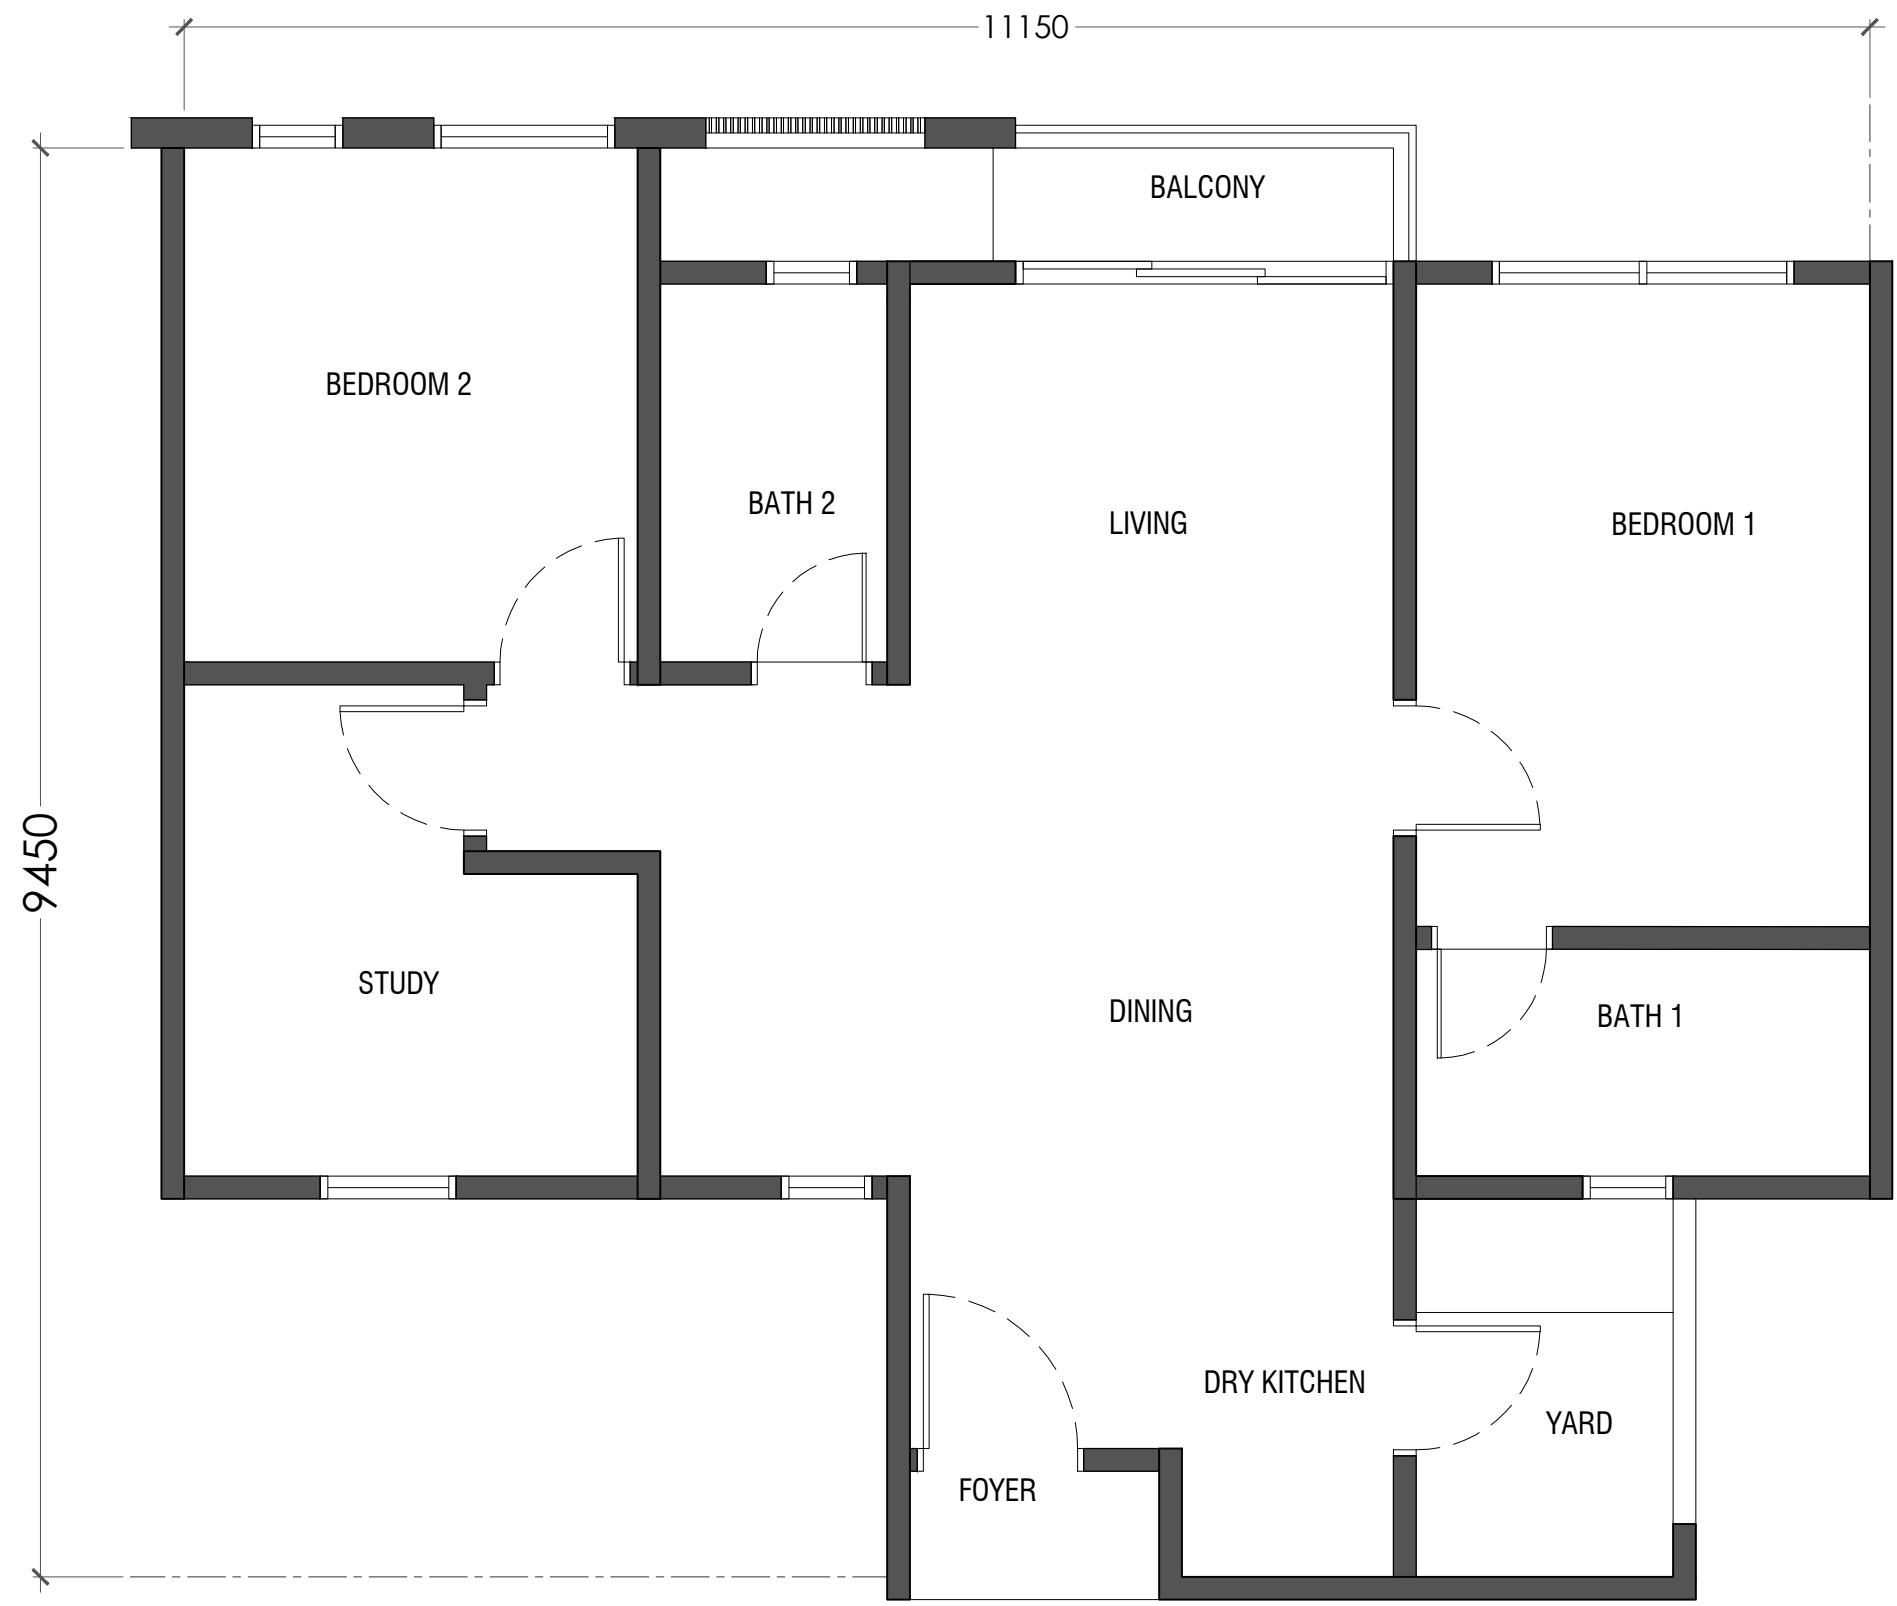 11150
BALCONY
BEDROOM 2
BATH 2
LIVING
BEDROOM 1
9450
STUDY
DINING
BATH 1
DRY KITCHEN
YARD
FOYER